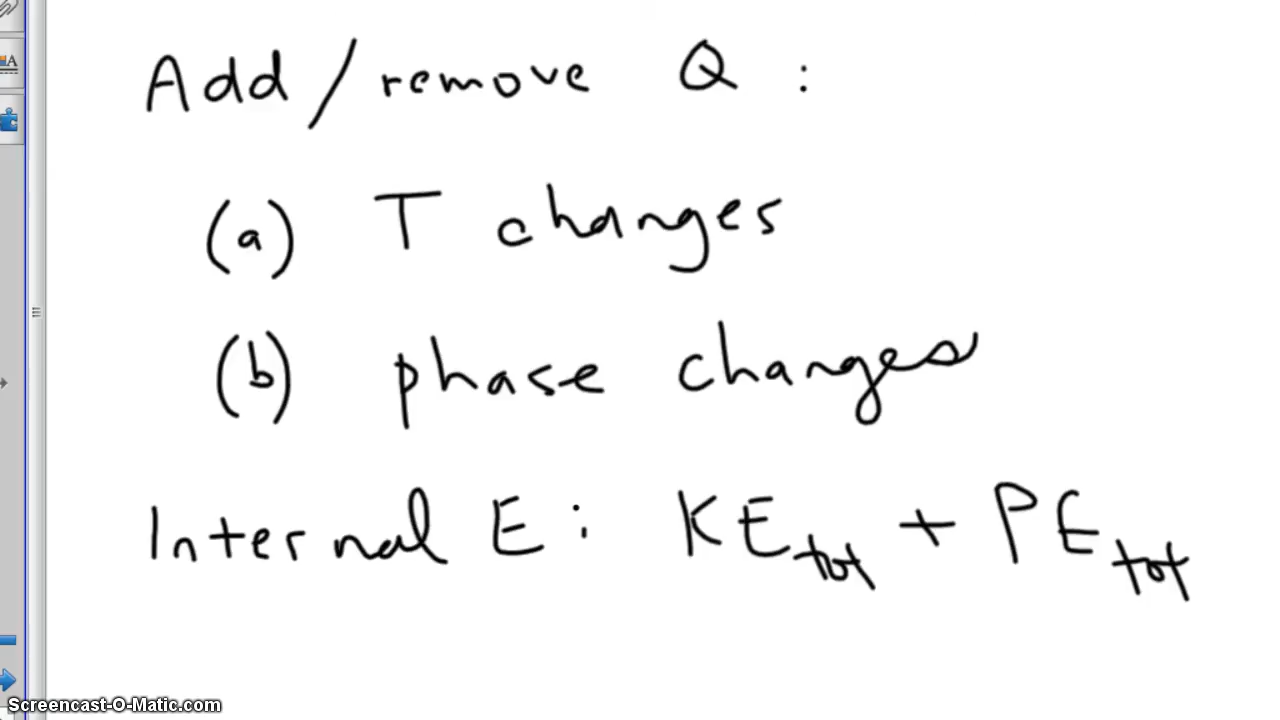 Add/remove Q :
(a) T changes
(b) phase changes
Internal E : KEtot + PEtot
Screencast-O-Matic.com